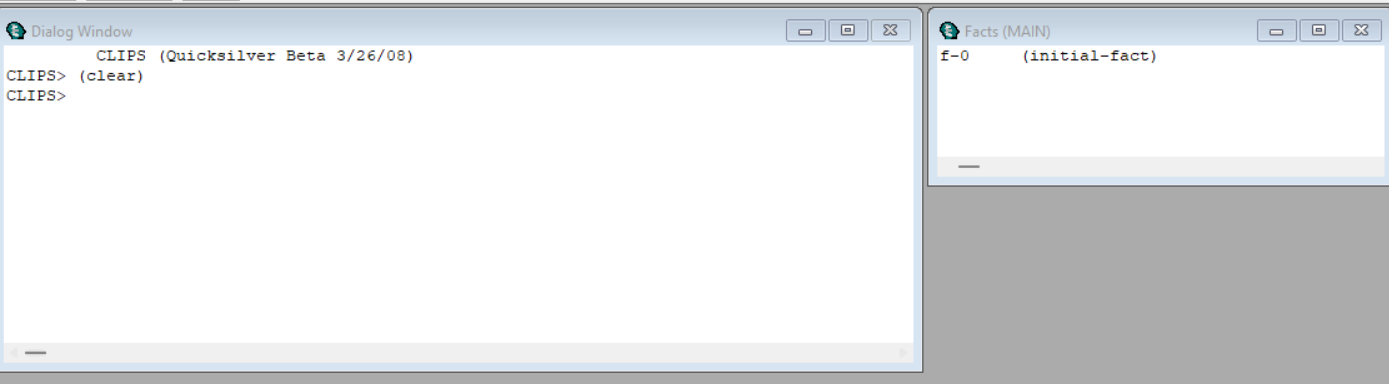 Dialog Window
CLIPS (Quicksilver Beta 3/26/08)
CLIPS> (clear)
CLIPS>
Facts (MAIN)
f-0 (initial-fact)